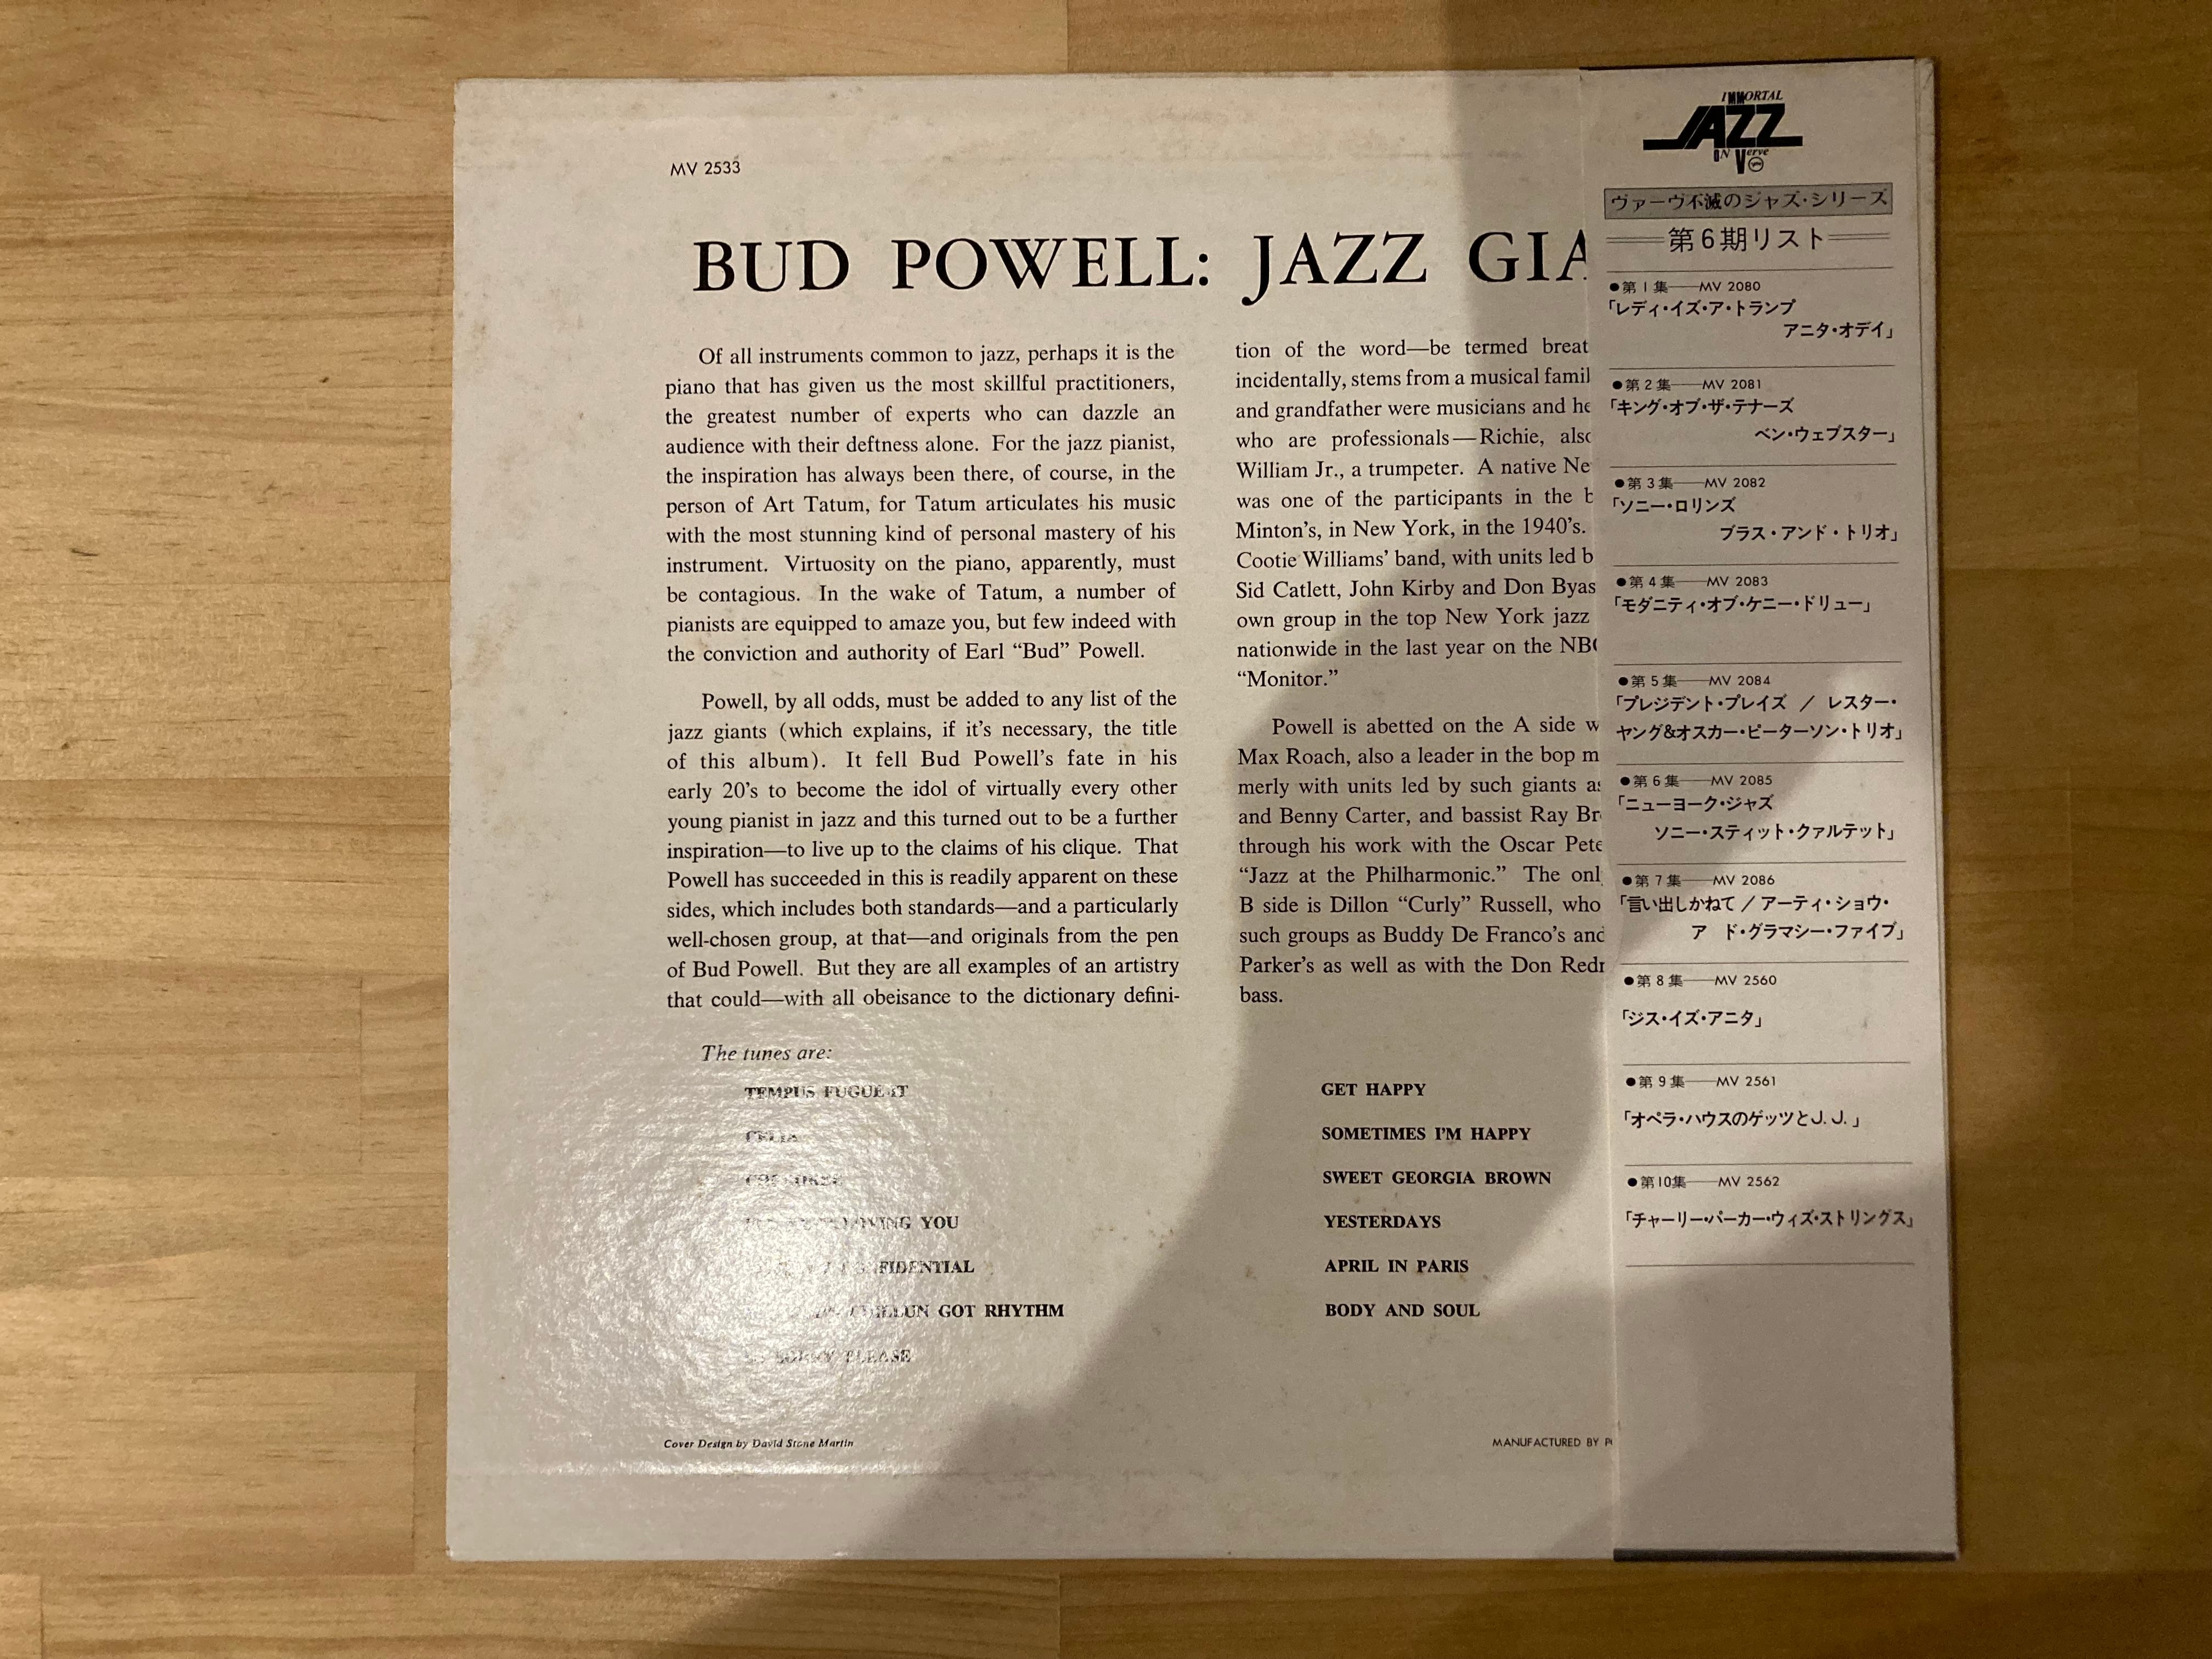 MV 2533
BUD POWELL: JAZZ GIA
Of all instruments common to jazz, perhaps it is the
piano that has given us the most skillful practitioners,
the greatest number of experts who can dazzle an
audience with their deftness alone. For the jazz pianist,
the inspiration has always been there, of course, in the
person of Art Tatum, for Tatum articulates his music
with the most stunning kind of personal mastery of his
instrument. Virtuosity on the piano, apparently, must
be contagious. In the wake of Tatum, a number of
pianists are equipped to amaze you, but few indeed with
the conviction and authority of Earl “Bud” Powell.
Powell, by all odds, must be added to any list of the
jazz giants (which explains, if it’s necessary, the title
of this album). It fell Bud Powell’s fate in his
early 20’s to become the idol of virtually every other
young pianist in jazz and this turned out to be a further
inspiration—to live up to the claims of his clique. That
Powell has succeeded in this is readily apparent on these
sides, which includes both standards—and a particularly
well-chosen group, at that—and originals from the pen
of Bud Powell. But they are all examples of an artistry
that could—with all obeisance to the dictionary defini-
tion of the word—be termed breat
incidentally, stems from a musical famil
and grandfather were musicians and he
who are professionals—Richie, also
William Jr., a trumpeter. A native Ne
was one of the participants in the b
Minton’s, in New York, in the 1940’s.
Cootie Williams’ band, with units led b
Sid Catlett, John Kirby and Don Byas
own group in the top New York jazz
nationwide in the last year on the NBC
“Monitor.”
Powell is abetted on the A side w
Max Roach, also a leader in the bop m
merly with units led by such giants as
and Benny Carter, and bassist Ray Br
through his work with the Oscar Pete
“Jazz at the Philharmonic.” The onl
B side is Dillon “Curly” Russell, who
such groups as Buddy De Franco’s and
Parker’s as well as with the Don Redr
bass.
The tunes are:
TEMPUS FUGUE-IT
CELIA
YOU
FIDENTIAL
CHILLUN GOT RHYTHM
SORRY PLEASE
GET HAPPY
SOMETIMES I’M HAPPY
SWEET GEORGIA BROWN
YESTERDAYS
APRIL IN PARIS
BODY AND SOUL
Cover Design by David Stone Martin
MANUFACTURED BY P
IMMORTAL
JAZZ
ON Verve
ヴァーヴ不滅のジャズ・シリーズ
第6期リスト
●第1集——MV 2080
「レディ・イズ・ア・トランプ
アニタ・オデイ」
●第2集——MV 2081
「キング・オブ・ザ・テナーズ
ベン・ウェブスター」
●第3集——MV 2082
「ソニー・ロリンズ
ブラス・アンド・トリオ」
●第4集——MV 2083
「モダニティ・オブ・ケニー・ドリュー」
●第5集——MV 2084
「プレジデント・プレイズ / レスター・
ヤング&オスカー・ピーターソン・トリオ」
●第6集——MV 2085
「ニューヨーク・ジャズ
ソニー・スティット・クァルテット」
●第7集——MV 2086
「言い出しかねて / アーティ・ショウ・
ア ド・グラマシー・ファイブ」
●第8集——MV 2560
「ジス・イズ・アニタ」
●第9集——MV 2561
「オペラ・ハウスのゲッツとJ.J.」
●第10集——MV 2562
「チャーリー・パーカー・ウィズ・ストリングス」